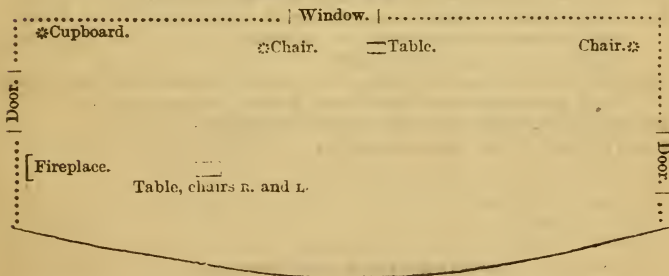 Window.
Cupboard.
Chair. Table. Chair.
Door.
Fireplace.
Door.
Table, chairs R. and L.